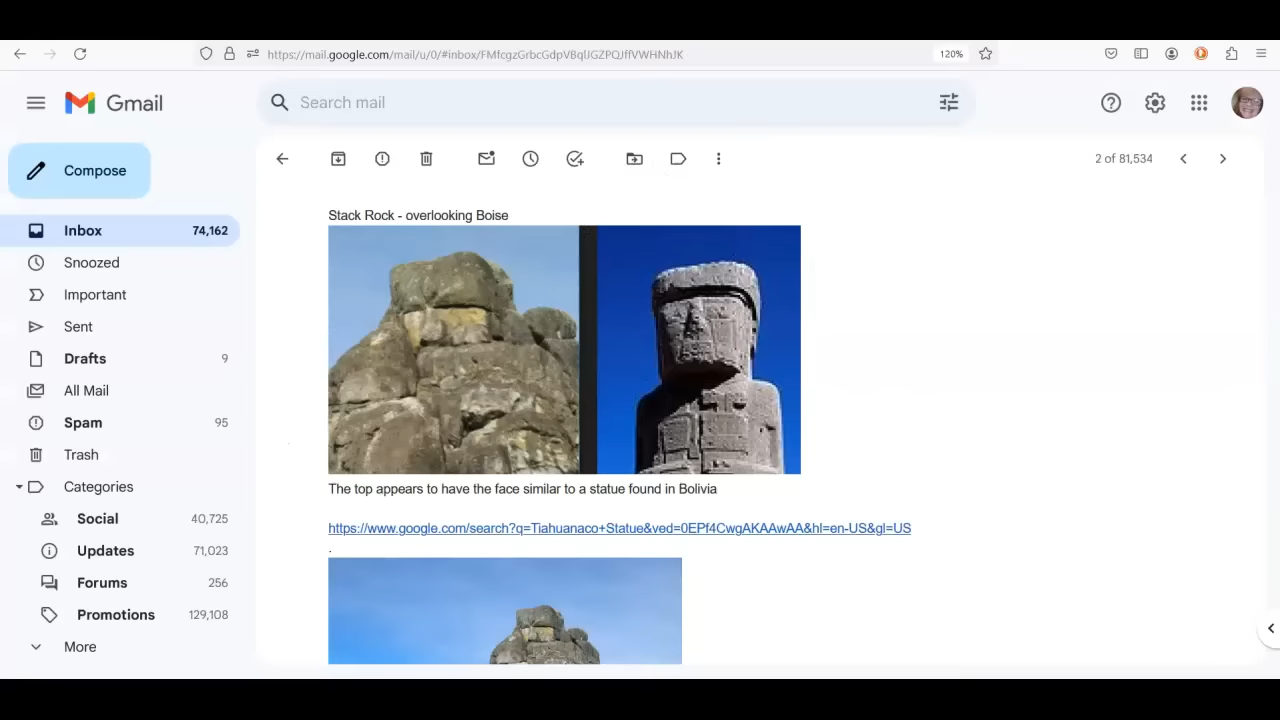 https://mail.google.com/mail/u/0/#inbox/FMfcgzGrbcGdpVBqlJGZPQJffVWHNhJK
120%
Gmail
Search mail
Compose
2 of 81,534
Inbox 74,162
Snoozed
Important
Sent
Drafts 9
All Mail
Spam 95
Trash
Categories
Social 40,725
Updates 71,023
Forums 256
Promotions 129,108
More
Stack Rock - overlooking Boise
The top appears to have the face similar to a statue found in Bolivia
https://www.google.com/search?q=Tiahuanaco+Statue&ved=0EPf4CwgAKAAwAA&hl=en-US&gl=US
.